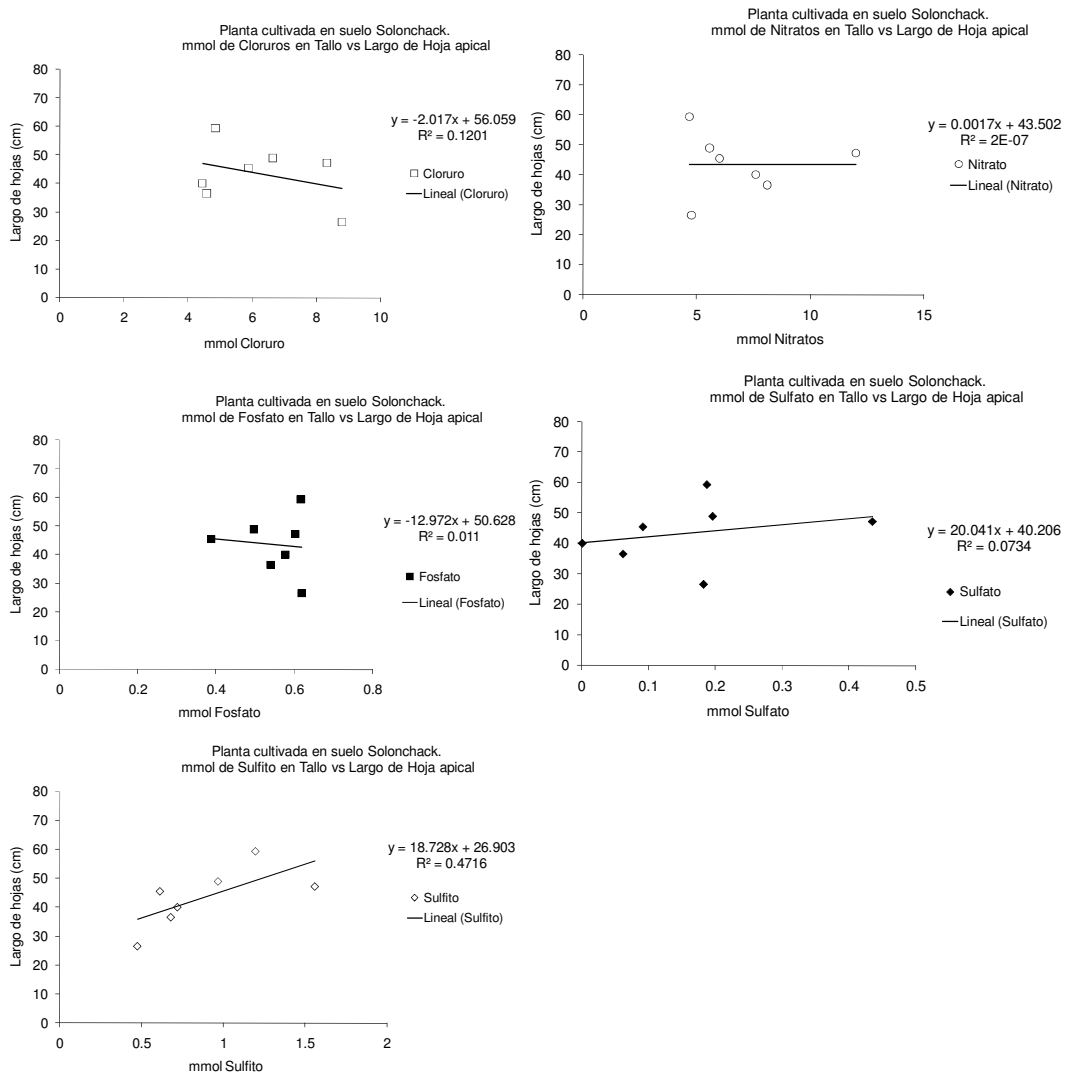 Planta cultivada en suelo Solonchack.
mmol de Cloruros en Tallo vs Largo de Hoja apical
80
70
60
50
40
30
20
10
0
Largo de hojas (cm)
0 2 4 6 8 10
mmol Cloruro
y = -2.017x + 56.059
R² = 0.1201
Cloruro
Lineal (Cloruro)
Planta cultivada en suelo Solonchack.
mmol de Nitratos en Tallo vs Largo de Hoja apical
80
70
60
50
40
30
20
10
0
Largo de hojas (cm)
0 5 10 15
mmol Nitratos
y = 0.0017x + 43.502
R² = 2E-07
Nitrato
Lineal (Nitrato)
Planta cultivada en suelo Solonchack.
mmol de Fosfato en Tallo vs Largo de Hoja apical
80
70
60
50
40
30
20
10
0
Largo de hojas (cm)
0 0.2 0.4 0.6 0.8
mmol Fosfato
y = -12.972x + 50.628
R² = 0.011
Fosfato
Lineal (Fosfato)
Planta cultivada en suelo Solonchack.
mmol de Sulfato en Tallo vs Largo de Hoja apical
80
70
60
50
40
30
20
10
0
Largo de hojas (cm)
0 0.1 0.2 0.3 0.4 0.5
mmol Sulfato
y = 20.041x + 40.206
R² = 0.0734
Sulfato
Lineal (Sulfato)
Planta cultivada en suelo Solonchack.
mmol de Sulfito en Tallo vs Largo de Hoja apical
80
70
60
50
40
30
20
10
0
Largo de hojas (cm)
0 0.5 1 1.5 2
mmol Sulfito
y = 18.728x + 26.903
R² = 0.4716
Sulfito
Lineal (Sulfito)